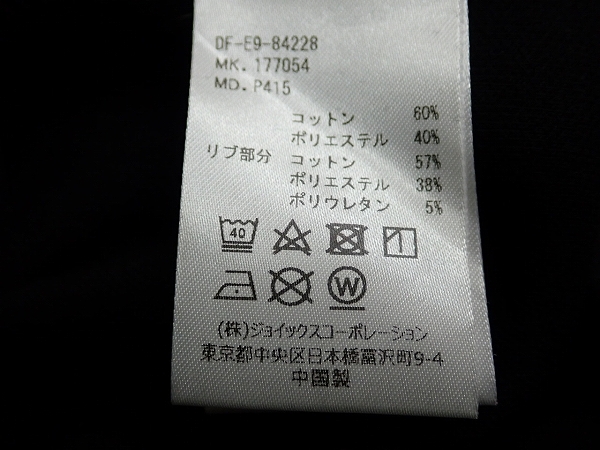 DF-E9-84228
MK. 177054
MD. P415
コットン 60%
ポリエステル 40%
リブ部分 コットン 57%
ポリエステル 38%
ポリウレタン 5%
40
W
(株)ジョイックスコーポレーション
東京都中央区日本橋富沢町9-4
中国製